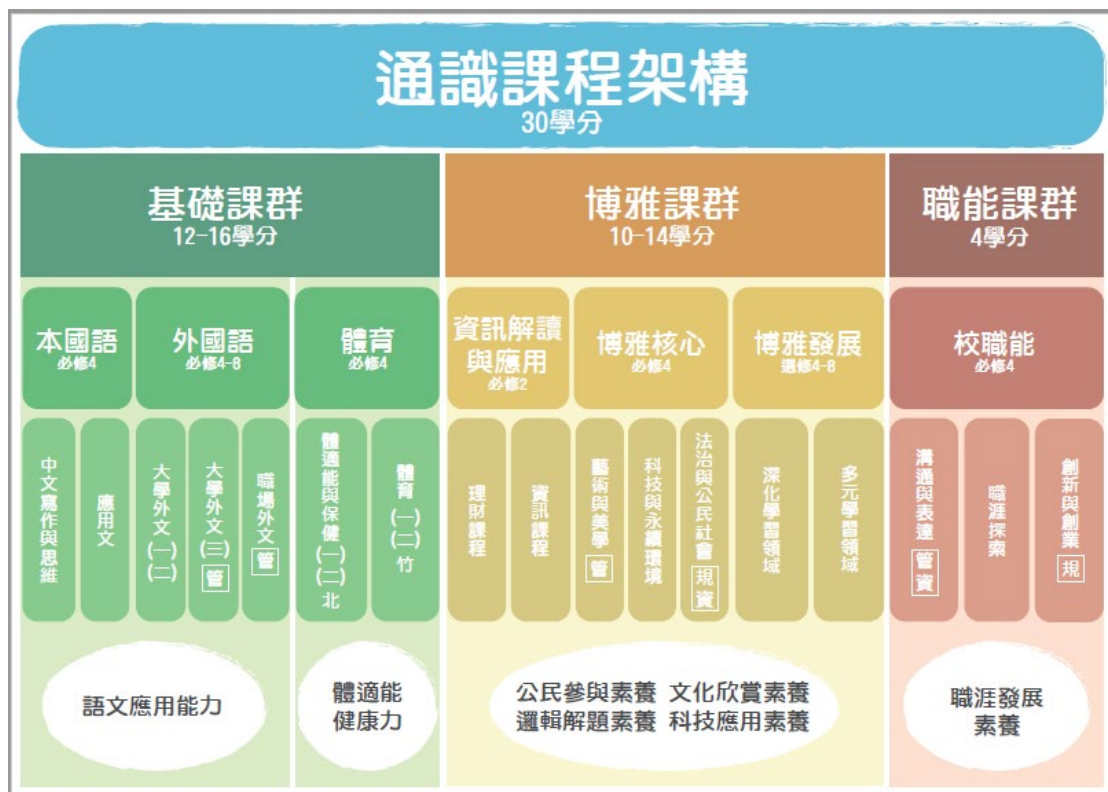 通識課程架構
30學分
基礎課群
12-16學分
博雅課群
10-14學分
職能課群
4學分
本國語
必修4
外國語
必修4-8
體育
必修4
資訊解讀
與應用
必修2
博雅核心
必修4
博雅發展
選修4-8
校職能
必修4
中文寫作與思維
應用文
大學外文(一)(二)
大學外文(三)管
職場外文管
體適能與保健(一)(二)北
體育(一)(二)竹
理財課程
資訊課程
藝術與美學管
科技與永續環境
法治與公民社會規資
深化學習領域
多元學習領域
溝通與表達管資
職涯探索
創新與創業規
語文應用能力
體適能
健康力
公民參與素養 文化欣賞素養
邏輯解題素養 科技應用素養
職涯發展
素養